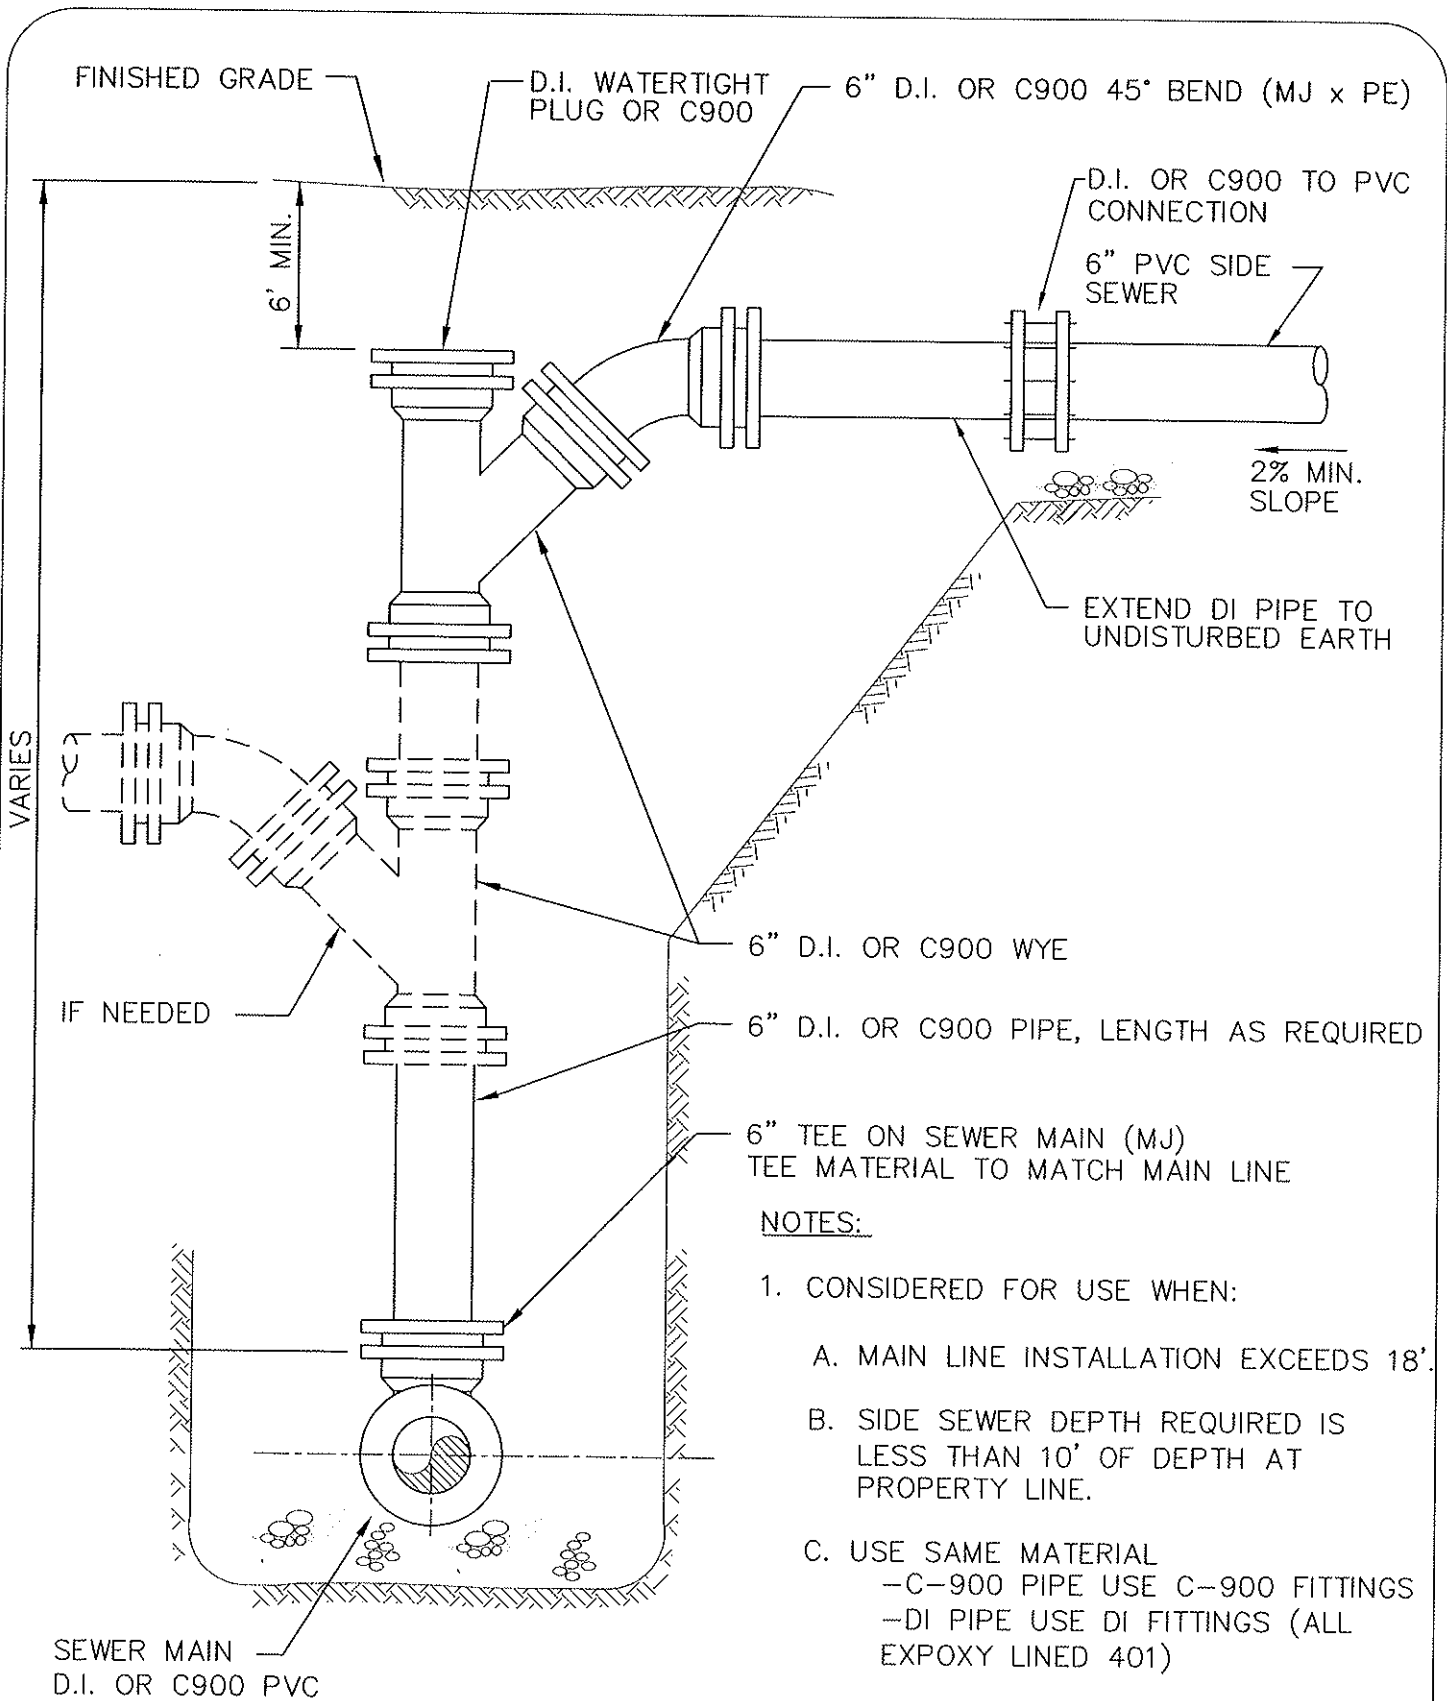 FINISHED GRADE
D.I. WATERTIGHT
PLUG OR C900
6" D.I. OR C900 45° BEND (MJ x PE)
D.I. OR C900 TO PVC
CONNECTION
6" PVC SIDE
SEWER
6' MIN.
2% MIN.
SLOPE
EXTEND DI PIPE TO
UNDISTURBED EARTH
VARIES
6" D.I. OR C900 WYE
IF NEEDED
6" D.I. OR C900 PIPE, LENGTH AS REQUIRED
6" TEE ON SEWER MAIN (MJ)
TEE MATERIAL TO MATCH MAIN LINE
NOTES:
1. CONSIDERED FOR USE WHEN:
A. MAIN LINE INSTALLATION EXCEEDS 18'.
B. SIDE SEWER DEPTH REQUIRED IS
LESS THAN 10' OF DEPTH AT
PROPERTY LINE.
C. USE SAME MATERIAL
-C-900 PIPE USE C-900 FITTINGS
-DI PIPE USE DI FITTINGS (ALL
EXPOXY LINED 401)
SEWER MAIN
D.I. OR C900 PVC